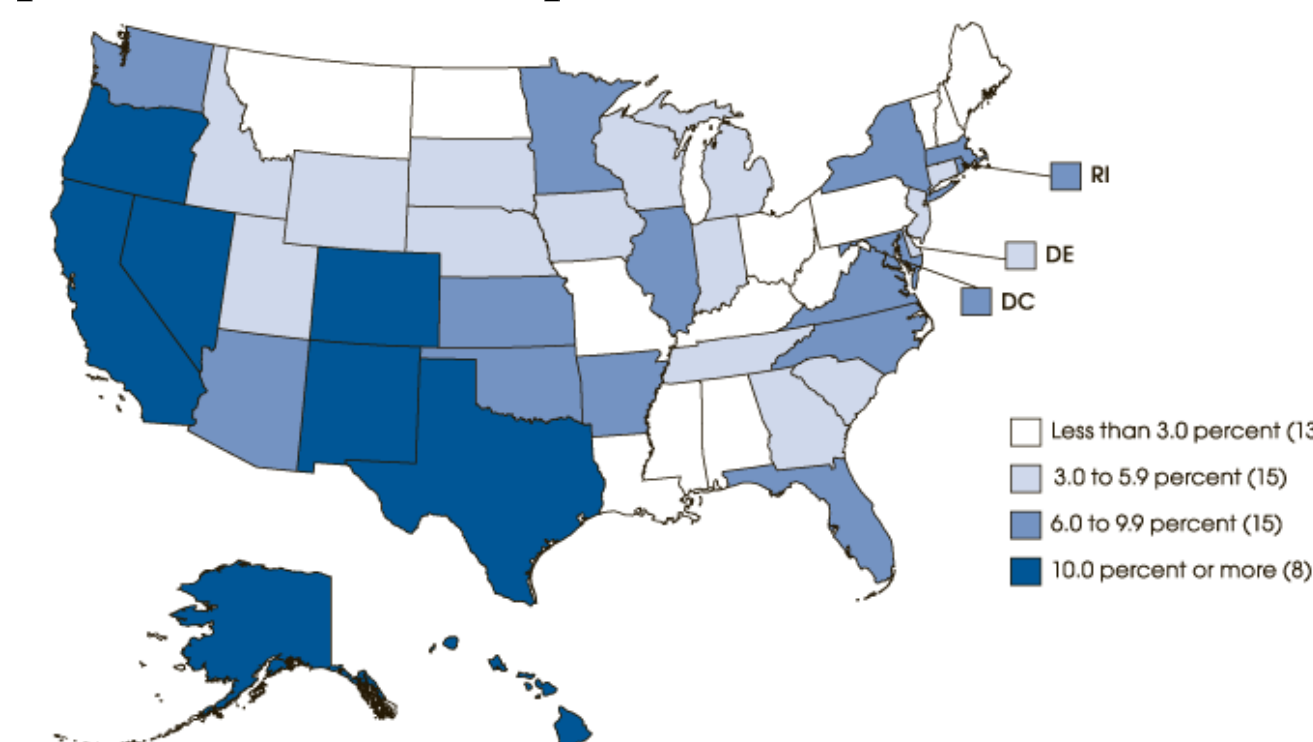 RI
DE
DC
Less than 3.0 percent (13
3.0 to 5.9 percent (15)
6.0 to 9.9 percent (15)
10.0 percent or more (8)